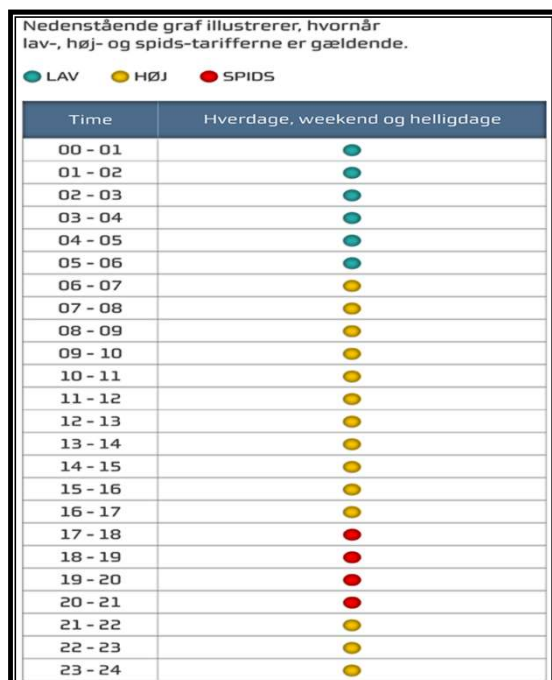 Nedenstående graf illustrerer, hvornår
lav-, høj- og spids-tarifferne er gældende.
LAV HØJ SPIDS
Time Hverdage, weekend og helligdage
00 - 01
01 - 02
02 - 03
03 - 04
04 - 05
05 - 06
06 - 07
07 - 08
08 - 09
09 - 10
10 - 11
11 - 12
12 - 13
13 - 14
14 - 15
15 - 16
16 - 17
17 - 18
18 - 19
19 - 20
20 - 21
21 - 22
22 - 23
23 - 24